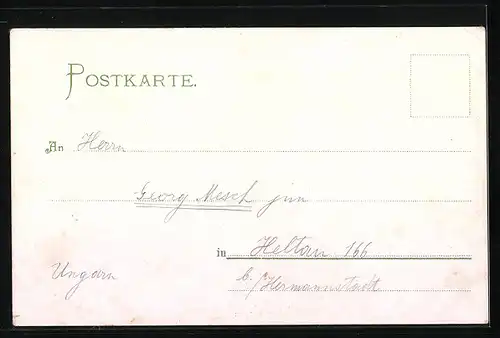 POSTKARTE.
An Herrn
Georg Mesch jun
in Heltau 166
Ungarn
b./Hermannstadt